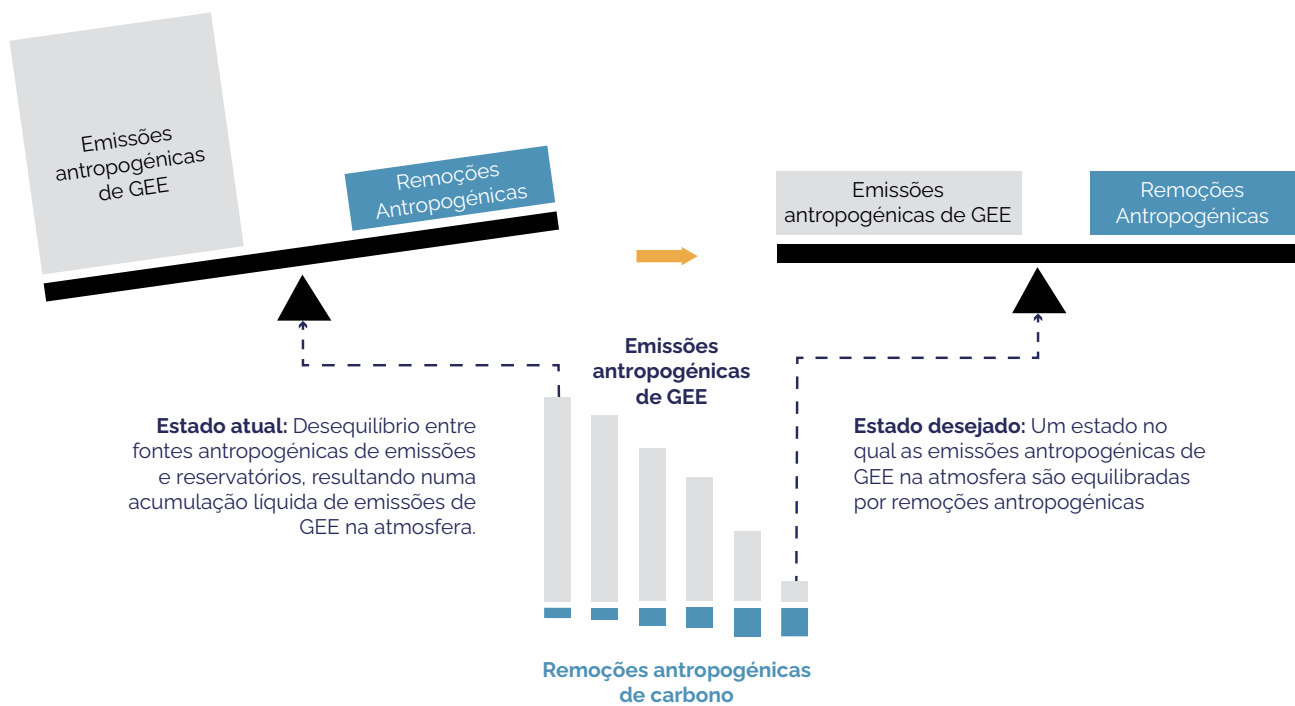 Emissões
antropogénicas
de GEE
Remoções
Antropogénicas
Emissões
antropogénicas de GEE
Remoções
Antropogénicas
Emissões
antropogénicas
de GEE
Estado atual: Desequilíbrio entre
fontes antropogénicas de emissões
e reservatórios, resultando numa
acumulação líquida de emissões de
GEE na atmosfera.
Estado desejado: Um estado no
qual as emissões antropogénicas de
GEE na atmosfera são equilibradas
por remoções antropogénicas
Remoções antropogénicas
de carbono